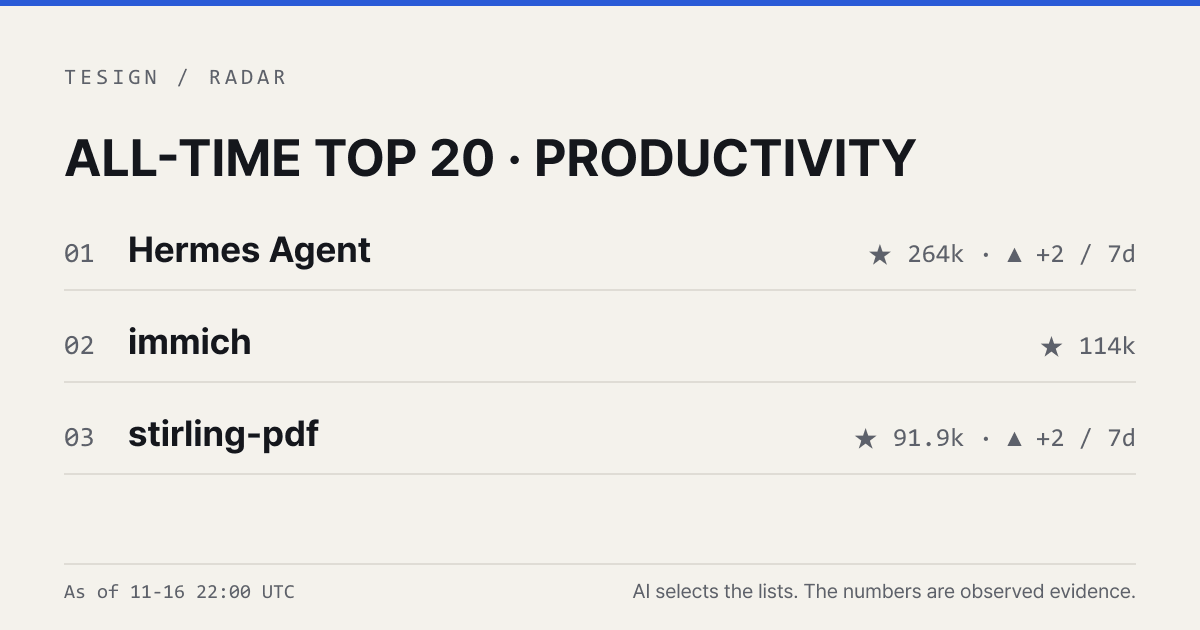 TESIGN / RADAR
ALL-TIME TOP 20 · PRODUCTIVITY
01 Hermes Agent ★ 264k · ▲ +2 / 7d
02 immich ★ 114k
03 stirling-pdf ★ 91.9k · ▲ +2 / 7d
As of 11-16 22:00 UTC AI selects the lists. The numbers are observed evidence.